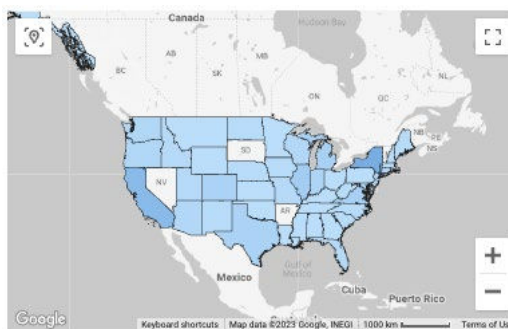 Canada
Hudson Bay
AB
MB
BC
SK
NL
ON
QC
NB
PE
NS
SD
NV
AR
Gulf of
Mexico
Mexico
Cuba
Puerto Rico
+
−
Google
Keyboard shortcuts
Map data ©2023 Google, INEGI
1000 km
Terms of Us